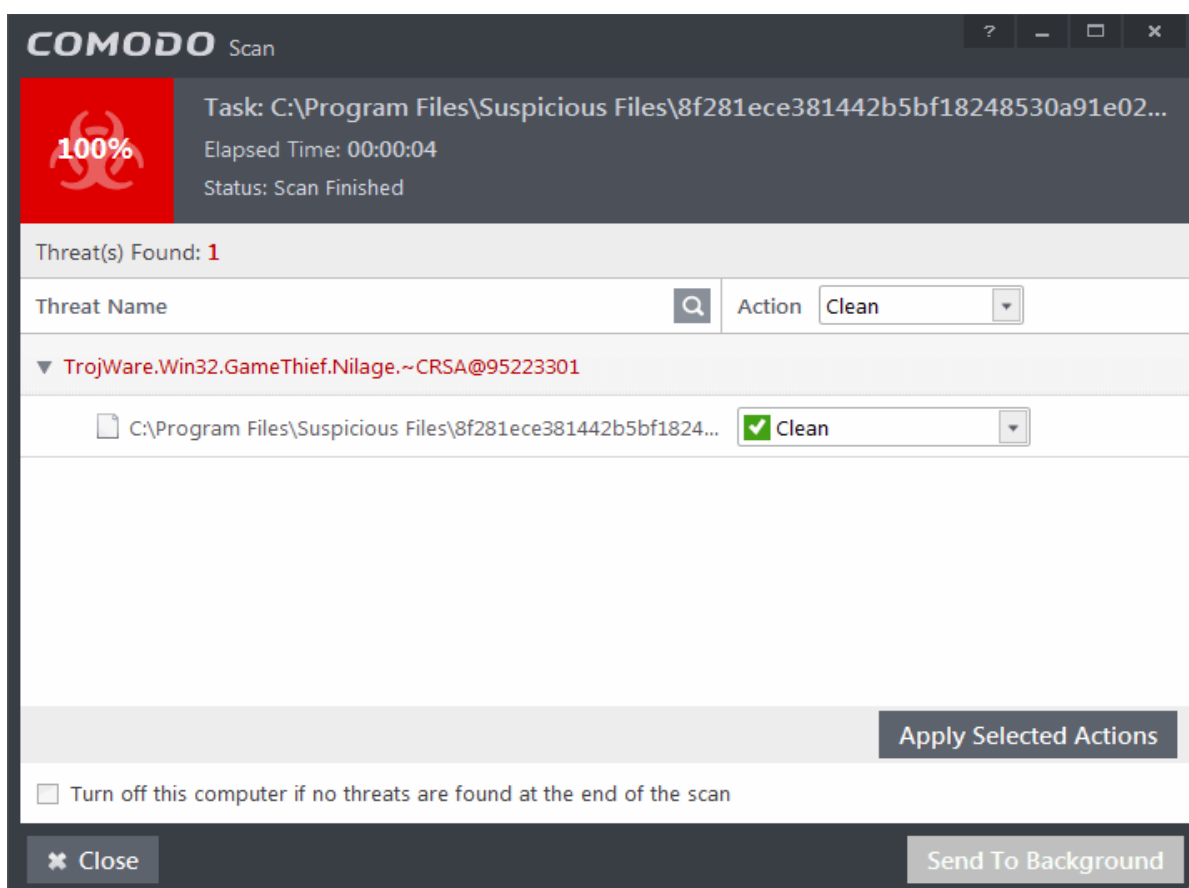 COMODO Scan
? _ x
Task: C:\Program Files\Suspicious Files\8f281ece381442b5bf18248530a91e02...
100%
Elapsed Time: 00:00:04
Status: Scan Finished
Threat(s) Found: 1
Threat Name
Action Clean
TrojWare.Win32.GameThief.Nilage.~CRSA@95223301
C:\Program Files\Suspicious Files\8f281ece381442b5bf1824... Clean
Apply Selected Actions
Turn off this computer if no threats are found at the end of the scan
Close
Send To Background